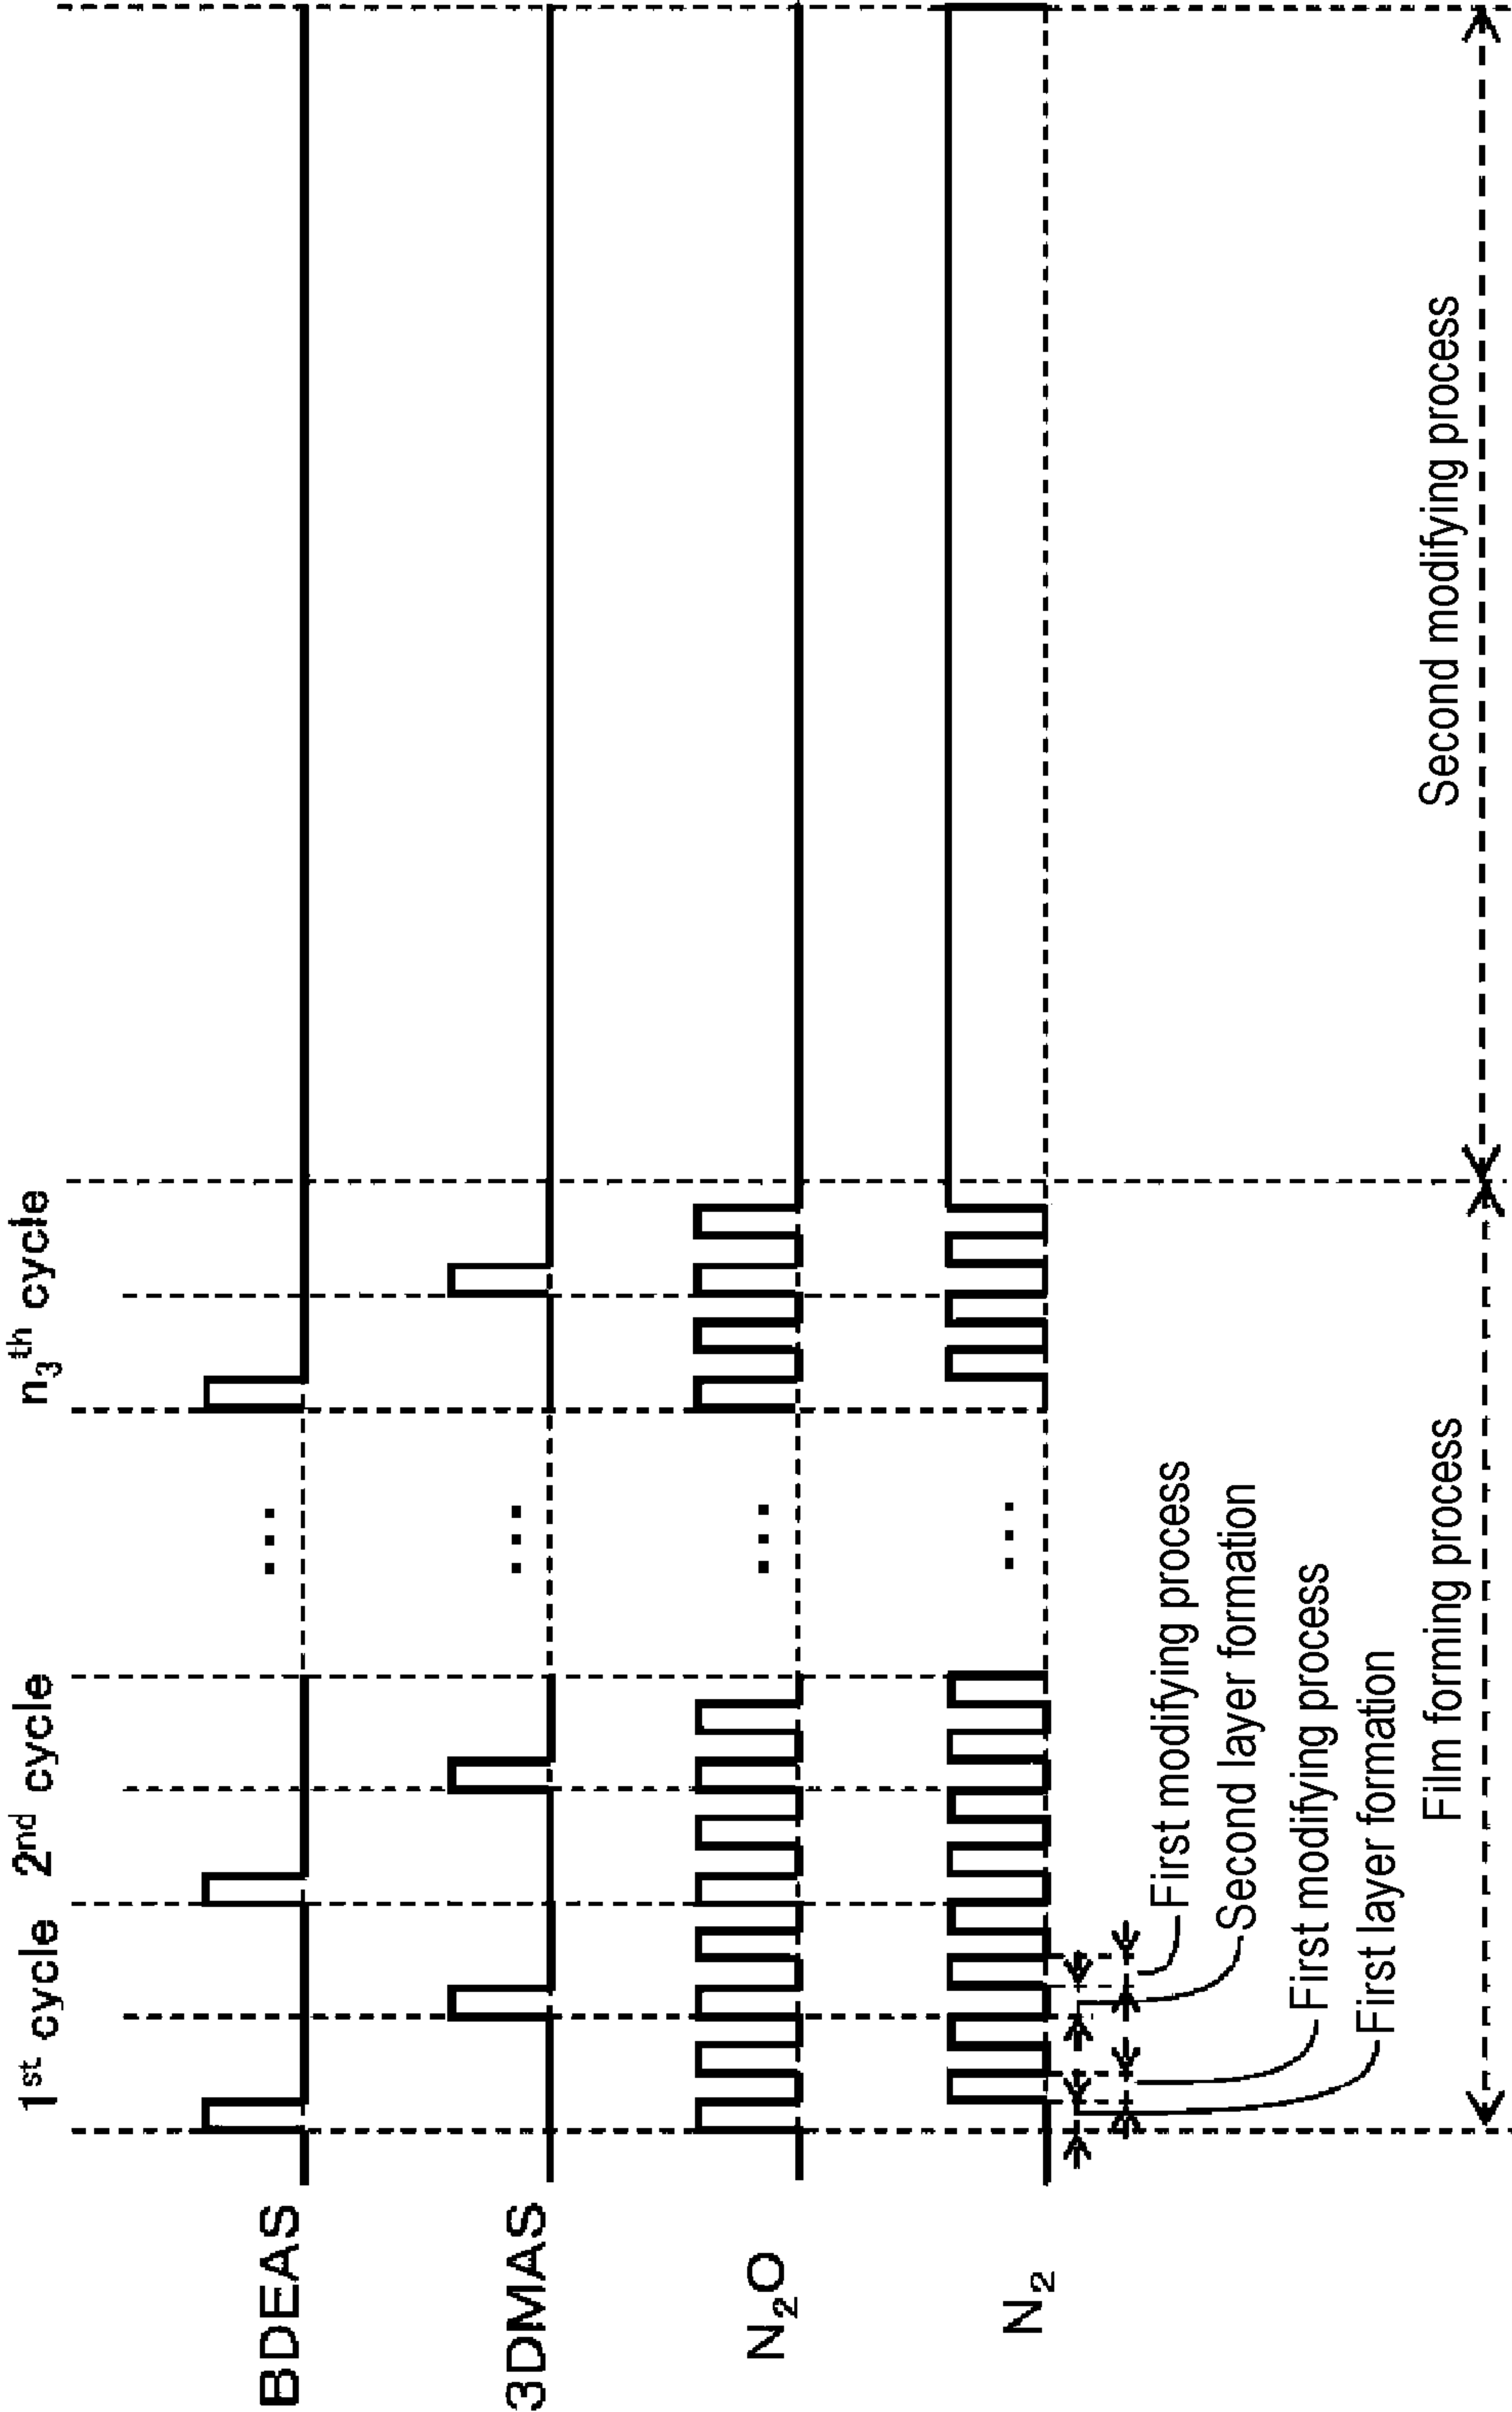 1st cycle 2nd cycle ... n3th cycle
BDEAS ...
3DMAS ...
N2O ...
N2 ...
First modifying process
Second layer formation
First modifying process
First layer formation
Film forming process
Second modifying process